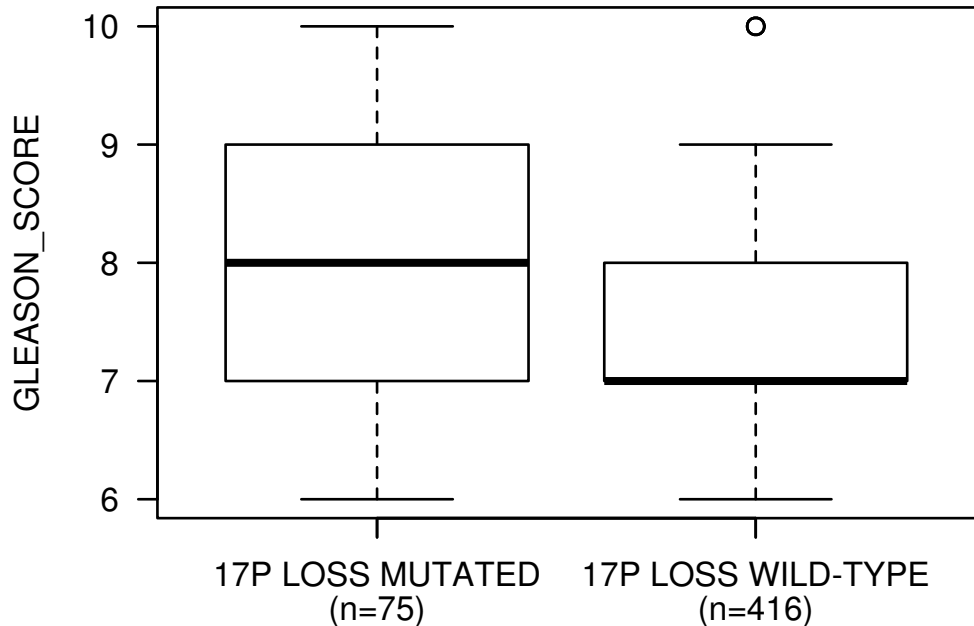 GLEASON_SCORE
10
9
8
7
6
17P LOSS MUTATED
(n=75)
17P LOSS WILD-TYPE
(n=416)